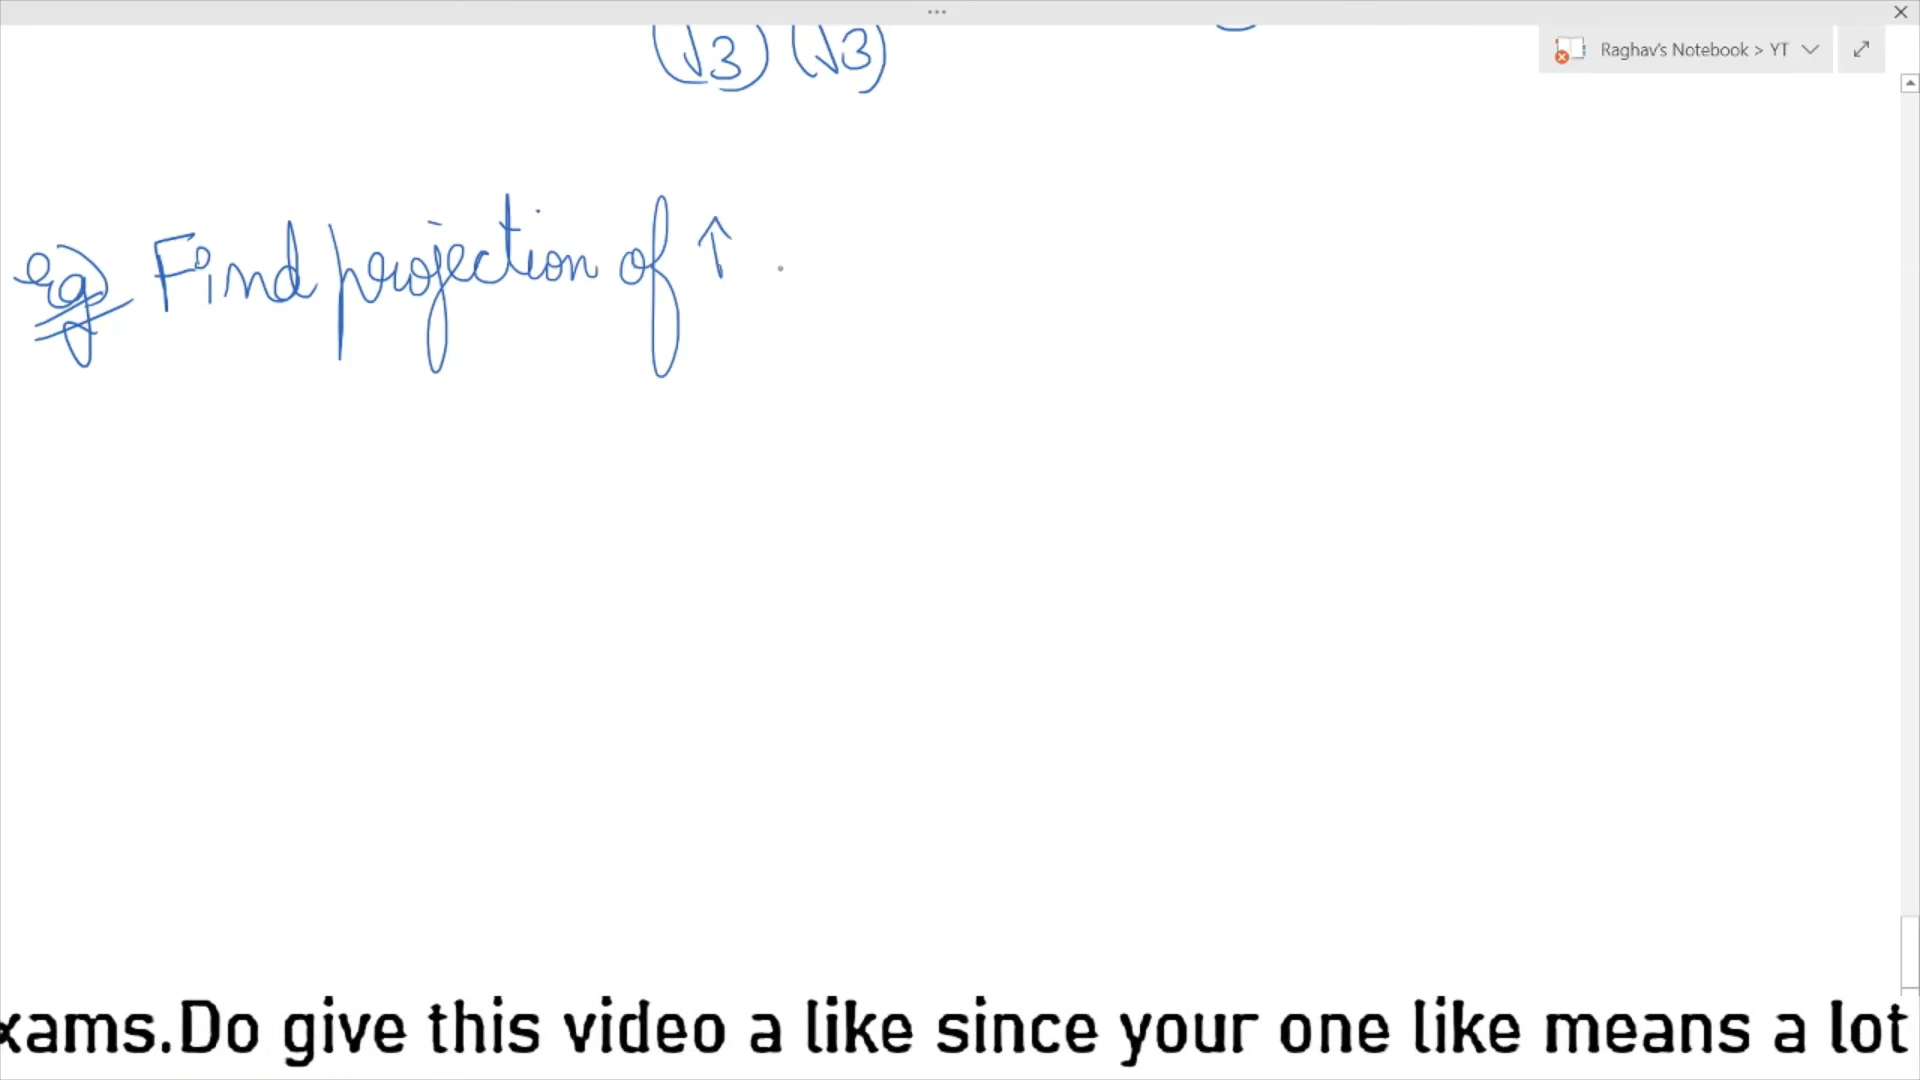 Raghav's Notebook > YT
(√3) (√3)
eg) Find projection of ↑
xams.Do give this video a like since your one like means a lot